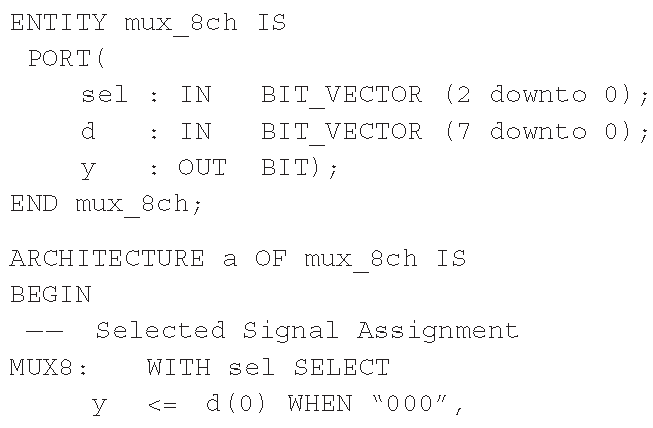 ENTITY mux_8ch IS
PORT(
sel : IN BIT_VECTOR (2 downto 0);
d : IN BIT_VECTOR (7 downto 0);
y : OUT BIT);
END mux_8ch;
ARCHITECTURE a OF mux_8ch IS
BEGIN
—— Selected Signal Assignment
MUX8: WITH sel SELECT
y <= d(0) WHEN “000”,